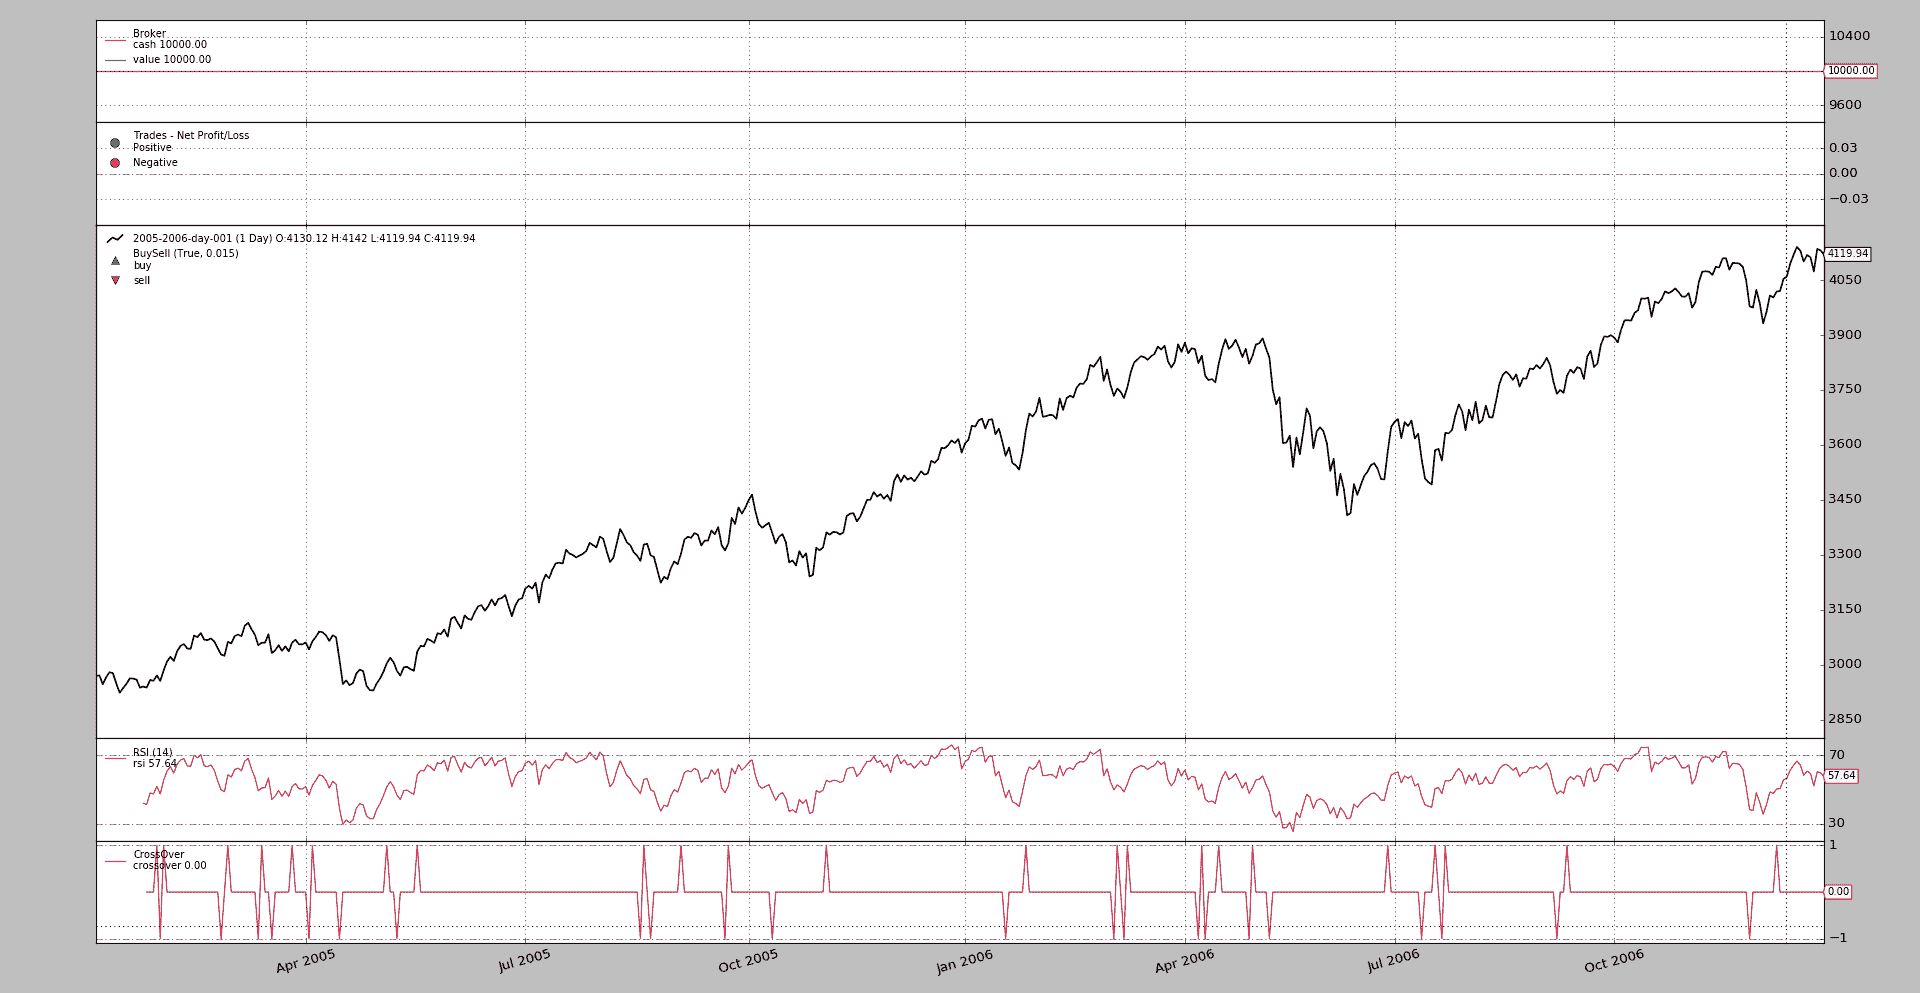 Broker
cash 10000.00
value 10000.00
10400
10000.00
9600
Trades - Net Profit/Loss
Positive
Negative
0.03
0.00
−0.03
2005-2006-day-001 (1 Day) O:4130.12 H:4142 L:4119.94 C:4119.94
BuySell (True, 0.015)
buy
sell
4119.94
4050
3900
3750
3600
3450
3300
3150
3000
2850
RSI (14)
rsi 57.64
70
57.64
30
CrossOver
crossover 0.00
1
0.00
−1
Apr 2005
Jul 2005
Oct 2005
Jan 2006
Apr 2006
Jul 2006
Oct 2006